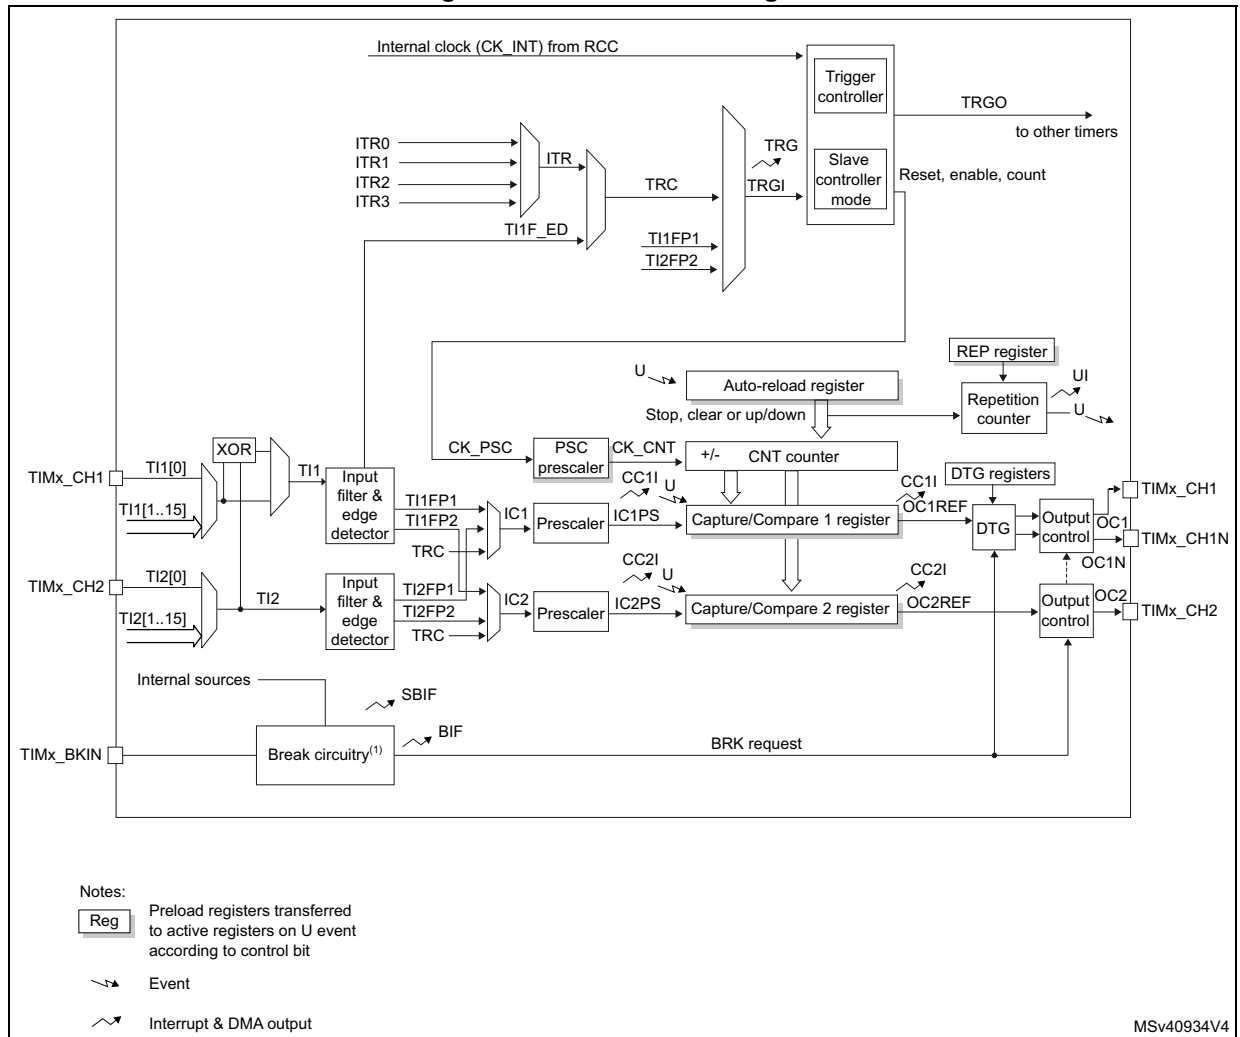 Internal clock (CK_INT) from RCC
Trigger
controller
TRGO
to other timers
ITR0
ITR1
ITR2
ITR3
ITR
TRC
TRG
TRGI
Slave
controller
mode
Reset, enable, count
TI1F_ED
TI1FP1
TI2FP2
REP register
U
Auto-reload register
UI
Repetition
counter
U
Stop, clear or up/down
XOR
CK_PSC
PSC
prescaler
CK_CNT
+/-
CNT counter
TIMx_CH1
TI1[0]
TI1
TI1[1..15]
Input
filter &
edge
detector
TI1FP1
TI1FP2
TRC
IC1
Prescaler
CC1I
U
IC1PS
Capture/Compare 1 register
CC1I
OC1REF
DTG registers
DTG
Output
control
OC1
TIMx_CH1
TIMx_CH1N
OC1N
TIMx_CH2
TI2[0]
TI2
TI2[1..15]
Input
filter &
edge
detector
TI2FP1
TI2FP2
TRC
IC2
Prescaler
CC2I
U
IC2PS
Capture/Compare 2 register
CC2I
OC2REF
Output
control
OC2
TIMx_CH2
Internal sources
SBIF
TIMx_BKIN
Break circuitry(1)
BIF
BRK request
Notes:
Reg
Preload registers transferred
to active registers on U event
according to control bit
Event
Interrupt & DMA output
MSv40934V4